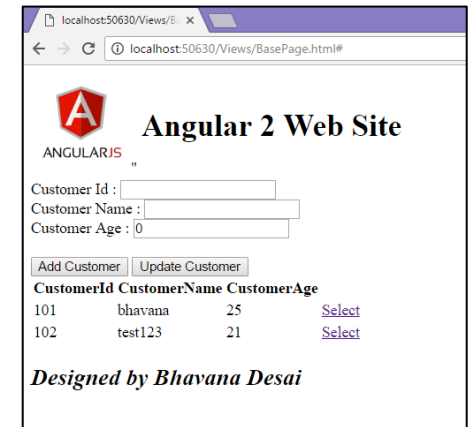 localhost:50630/Views/B
localhost:50630/Views/BasePage.html#
A
ANGULARJS
Angular 2 Web Site
"
Customer Id :
Customer Name :
Customer Age : 0
Add Customer Update Customer
CustomerId CustomerName CustomerAge
101 bhavana 25 Select
102 test123 21 Select
Designed by Bhavana Desai